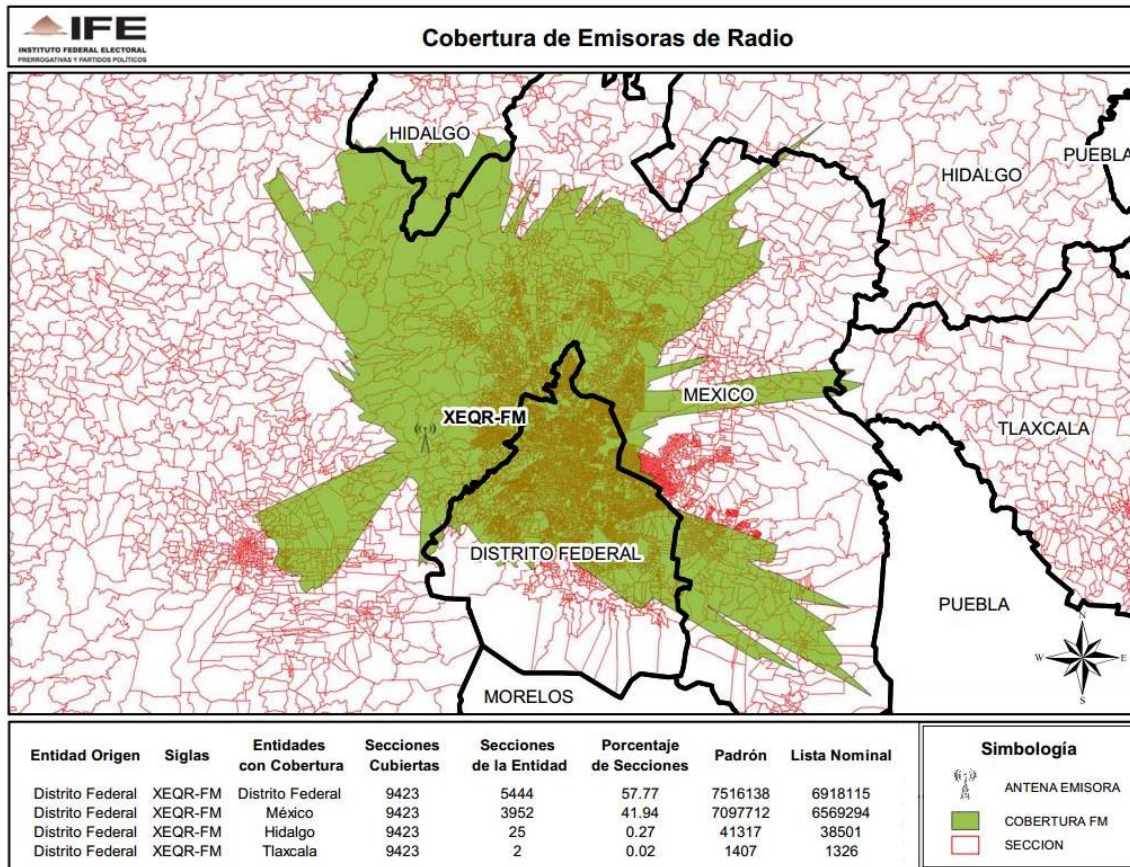 IFE
INSTITUTO FEDERAL ELECTORAL
PRERROGATIVAS Y PARTIDOS POLÍTICOS
Cobertura de Emisoras de Radio
HIDALGO
HIDALGO
PUEBLA
MEXICO
XEQR-FM
TLAXCALA
DISTRITO FEDERAL
PUEBLA
MORELOS
N
W E
S
Entidad Origen Siglas Entidades con Cobertura Secciones Cubiertas Secciones de la Entidad Porcentaje de Secciones Padrón Lista Nominal
Distrito Federal XEQR-FM Distrito Federal 9423 5444 57.77 7516138 6918115
Distrito Federal XEQR-FM México 9423 3952 41.94 7097712 6569294
Distrito Federal XEQR-FM Hidalgo 9423 25 0.27 41317 38501
Distrito Federal XEQR-FM Tlaxcala 9423 2 0.02 1407 1326
Simbología
ANTENA EMISORA
COBERTURA FM
SECCION